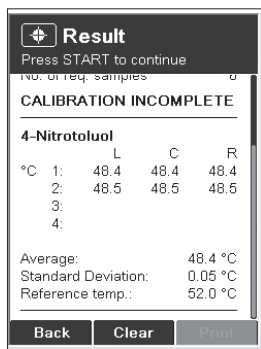 Result
Press START to continue
No. of req. samples 6
CALIBRATION INCOMPLETE
4-Nitrotoluol
L C R
°C 1: 48.4 48.4 48.4
2: 48.5 48.5 48.5
3:
4:
Average: 48.4 °C
Standard Deviation: 0.05 °C
Reference temp.: 52.0 °C
Back Clear Print